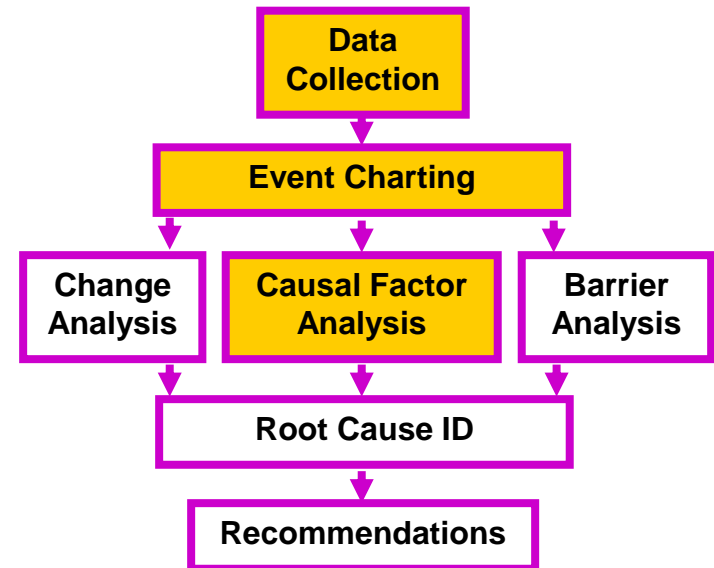 Data
Collection
Event Charting
Change
Analysis
Causal Factor
Analysis
Barrier
Analysis
Root Cause ID
Recommendations